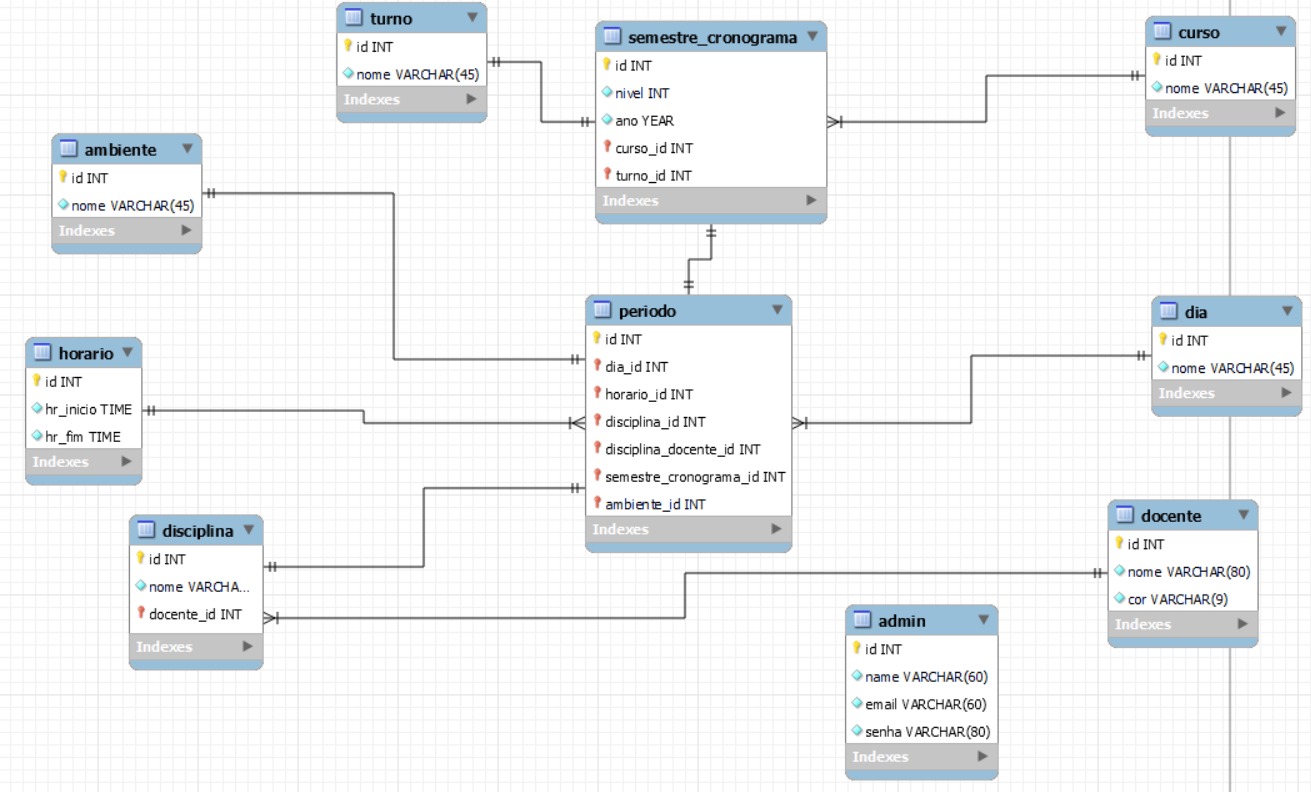 turno
id INT
nome VARCHAR(45)
Indexes
semestre_cronograma
id INT
nivel INT
ano YEAR
curso_id INT
turno_id INT
Indexes
curso
id INT
nome VARCHAR(45)
Indexes
ambiente
id INT
nome VARCHAR(45)
Indexes
periodo
id INT
dia_id INT
horario_id INT
disciplina_id INT
disciplina_docente_id INT
semestre_cronograma_id INT
ambiente_id INT
Indexes
dia
id INT
nome VARCHAR(45)
Indexes
horario
id INT
hr_inicio TIME
hr_fim TIME
Indexes
disciplina
id INT
nome VARCHA...
docente_id INT
Indexes
docente
id INT
nome VARCHAR(80)
cor VARCHAR(9)
Indexes
admin
id INT
name VARCHAR(60)
email VARCHAR(60)
senha VARCHAR(80)
Indexes